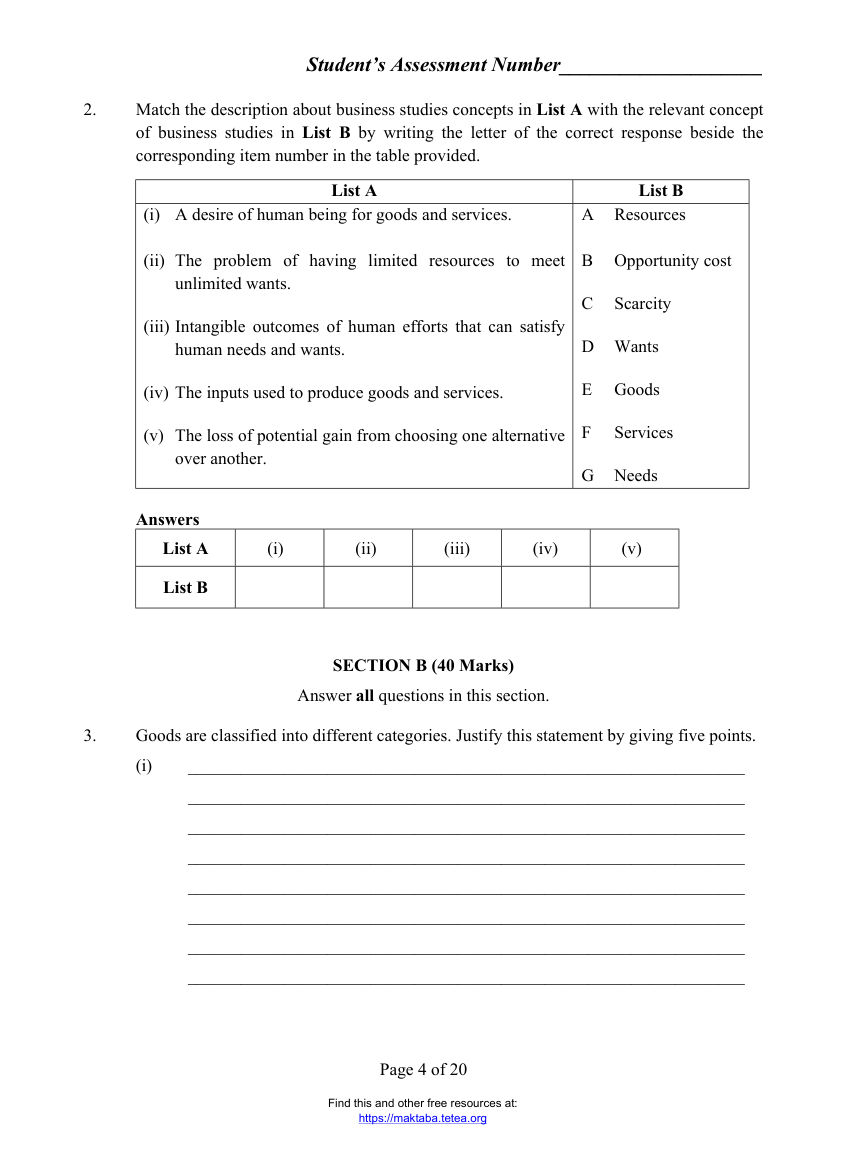 Student’s Assessment Number____________________
2. Match the description about business studies concepts in List A with the relevant concept
of business studies in List B by writing the letter of the correct response beside the
corresponding item number in the table provided.
List A List B
(i) A desire of human being for goods and services.
(ii) The problem of having limited resources to meet
unlimited wants.
(iii) Intangible outcomes of human efforts that can satisfy
human needs and wants.
(iv) The inputs used to produce goods and services.
(v) The loss of potential gain from choosing one alternative
over another.
A Resources
B Opportunity cost
C Scarcity
D Wants
E Goods
F Services
G Needs
Answers
List A (i) (ii) (iii) (iv) (v)
List B
SECTION B (40 Marks)
Answer all questions in this section.
3. Goods are classified into different categories. Justify this statement by giving five points.
(i)
Page 4 of 20
Find this and other free resources at:
https://maktaba.tetea.org